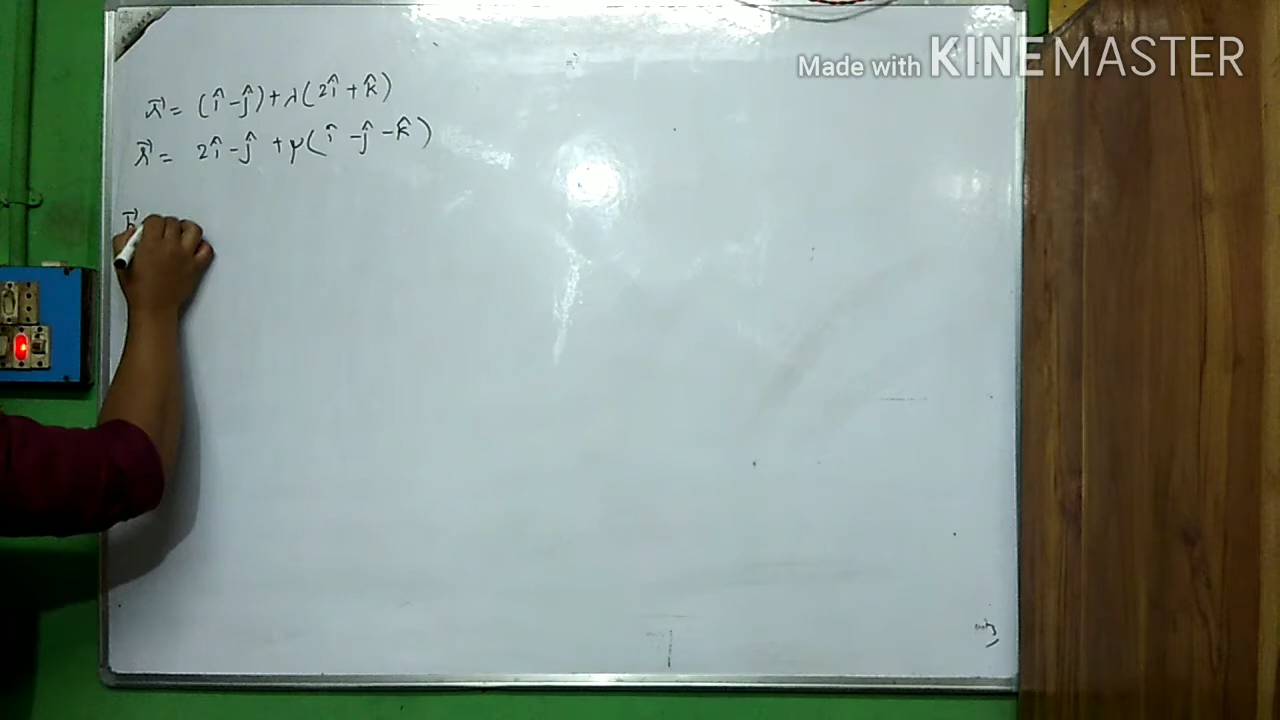 Made with KINEMASTER
r⃗ = (î - ĵ) + λ(2î + k̂)
r⃗ = 2î - ĵ + μ(î - ĵ - k̂)